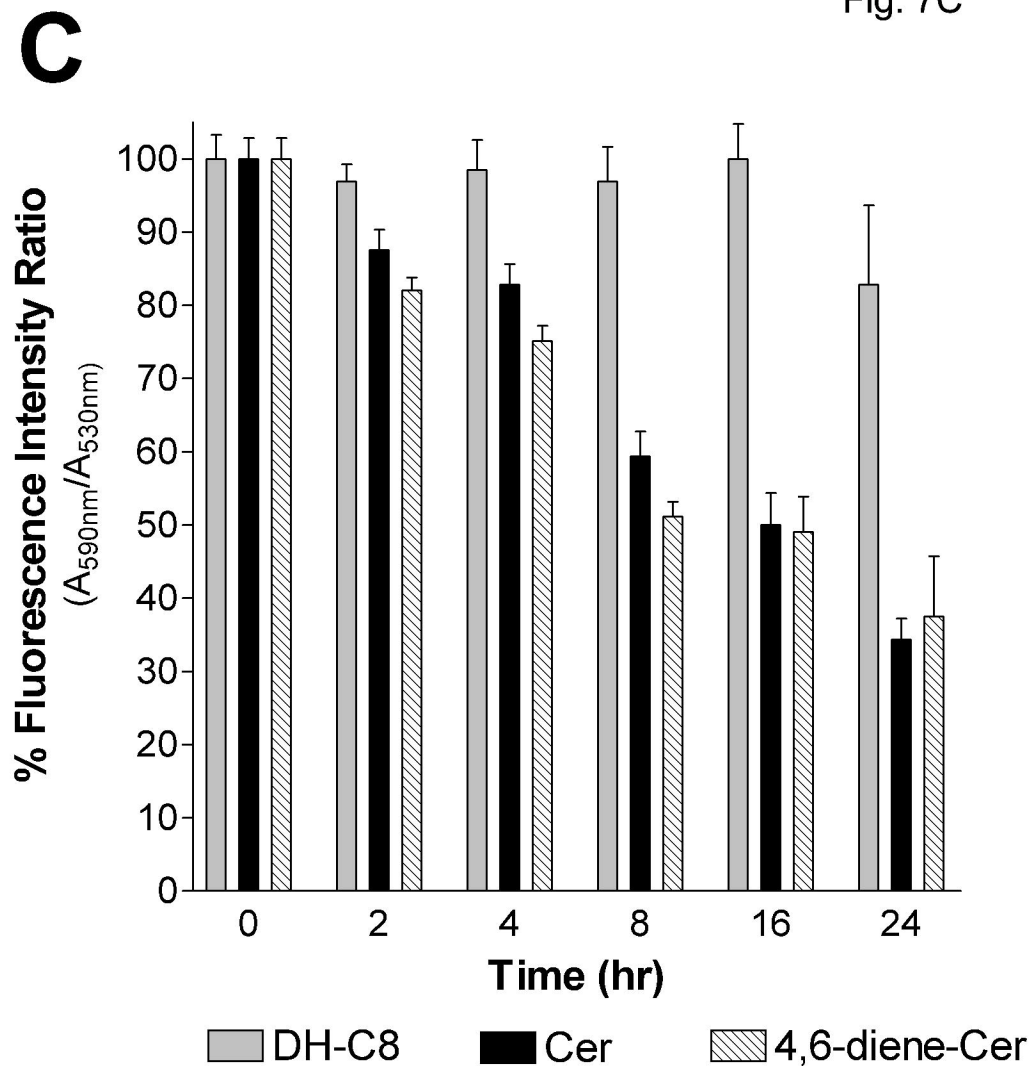 Fig. 7C
C
% Fluorescence Intensity Ratio
(A590nm/A530nm)
100
90
80
70
60
50
40
30
20
10
0
0 2 4 8 16 24
Time (hr)
DH-C8 Cer 4,6-diene-Cer